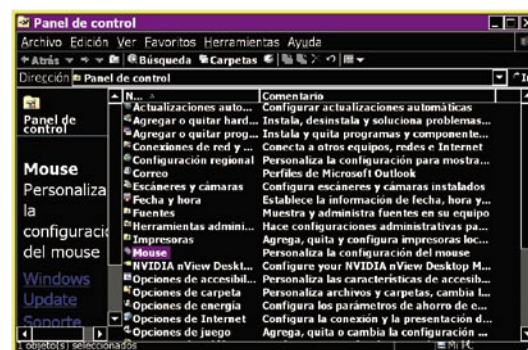 Panel de control
Archivo Edición Ver Favoritos Herramientas Ayuda
Atrás Búsqueda Carpetas
Dirección Panel de control
Panel de control
Mouse
Personaliza
la
configuraci
del mouse
Windows
Update
Soporte
N... Comentario
Actualizaciones auto... Configurar actualizaciones automáticas
Agregar o quitar hard... Instala, desinstala y soluciona problemas...
Agregar o quitar prog... Instala y quita programas y componente...
Conexiones de red y ... Conecta a otros equipos, redes e Internet
Configuración regional Personaliza la configuración para mostra...
Correo Perfiles de Microsoft Outlook
Escáneres y cámaras Configura escáneres y cámaras instalados
Fecha y hora Establece la información de fecha, hora y...
Fuentes Muestra y administra fuentes en su equipo
Herramientas admini... Hace configuraciones administrativas pa...
Impresoras Agrega, quita y configura impresoras loc...
Mouse Personaliza la configuración del mouse
NVIDIA nView Deskt... Configure your NVIDIA nView Desktop M...
Opciones de accesibil... Personaliza las características de accesib...
Opciones de carpeta Personaliza archivos y carpetas, cambia l...
Opciones de energía Configura los parámetros de ahorro de e...
Opciones de Internet Configura la conexión y la presentación d...
Opciones de juego Agrega, quita o cambia la configuración ...
1 objeto(s) seleccionados Mi PC